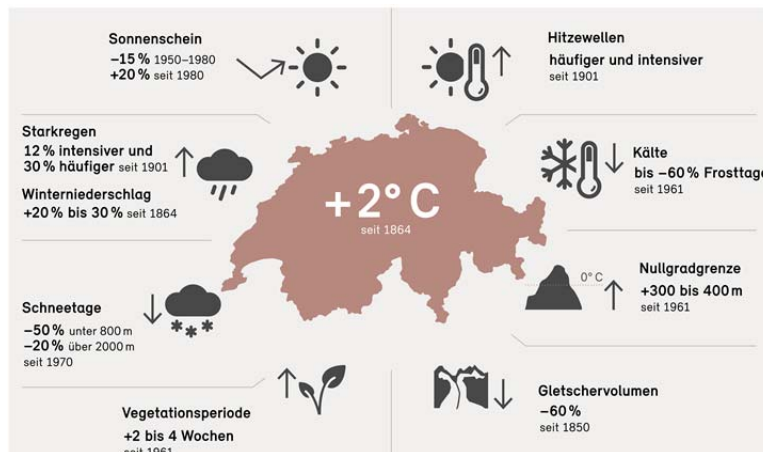 Sonnenschein
–15 % 1950–1980
+20 % seit 1980
Hitzewellen
häufiger und intensiver
seit 1901
Starkregen
12 % intensiver und
30 % häufiger seit 1901
Winterniederschlag
+20 % bis 30 % seit 1864
Kälte
bis –60 % Frosttage
seit 1961
+2° C
seit 1864
0° C
Nullgradgrenze
+300 bis 400 m
seit 1961
Schneetage
–50 % unter 800 m
–20 % über 2000 m
seit 1970
Vegetationsperiode
+2 bis 4 Wochen
seit 1961
Gletschervolumen
–60 %
seit 1850